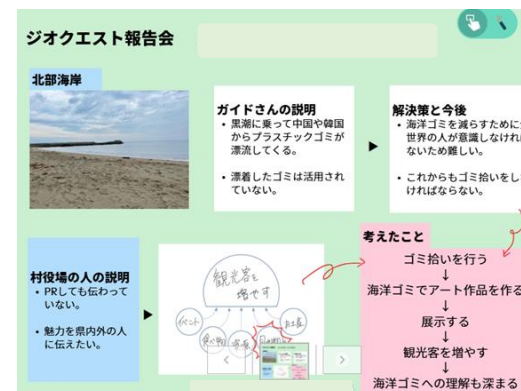 ジオクエスト報告会
北部海岸
ガイドさんの説明
• 黒潮に乗って中国や韓国
からプラスチックゴミが
漂流してくる。
• 漂着したゴミは活用され
ていない。
解決策と今後
• 海洋ゴミを減らすために
世界の人が意識しなけれ
ないため難しい。
• これからもゴミ拾いをし
ければならない。
村役場の人の説明
• PRしても伝わって
いない。
• 魅力を県内外の人
に伝えたい。
観光客を
増やす
イベント
お土産
考えたこと
ゴミ拾いを行う
↓
海洋ゴミでアート作品を作る
↓
展示する
↓
観光客を増やす
↓
海洋ゴミへの理解も深まる